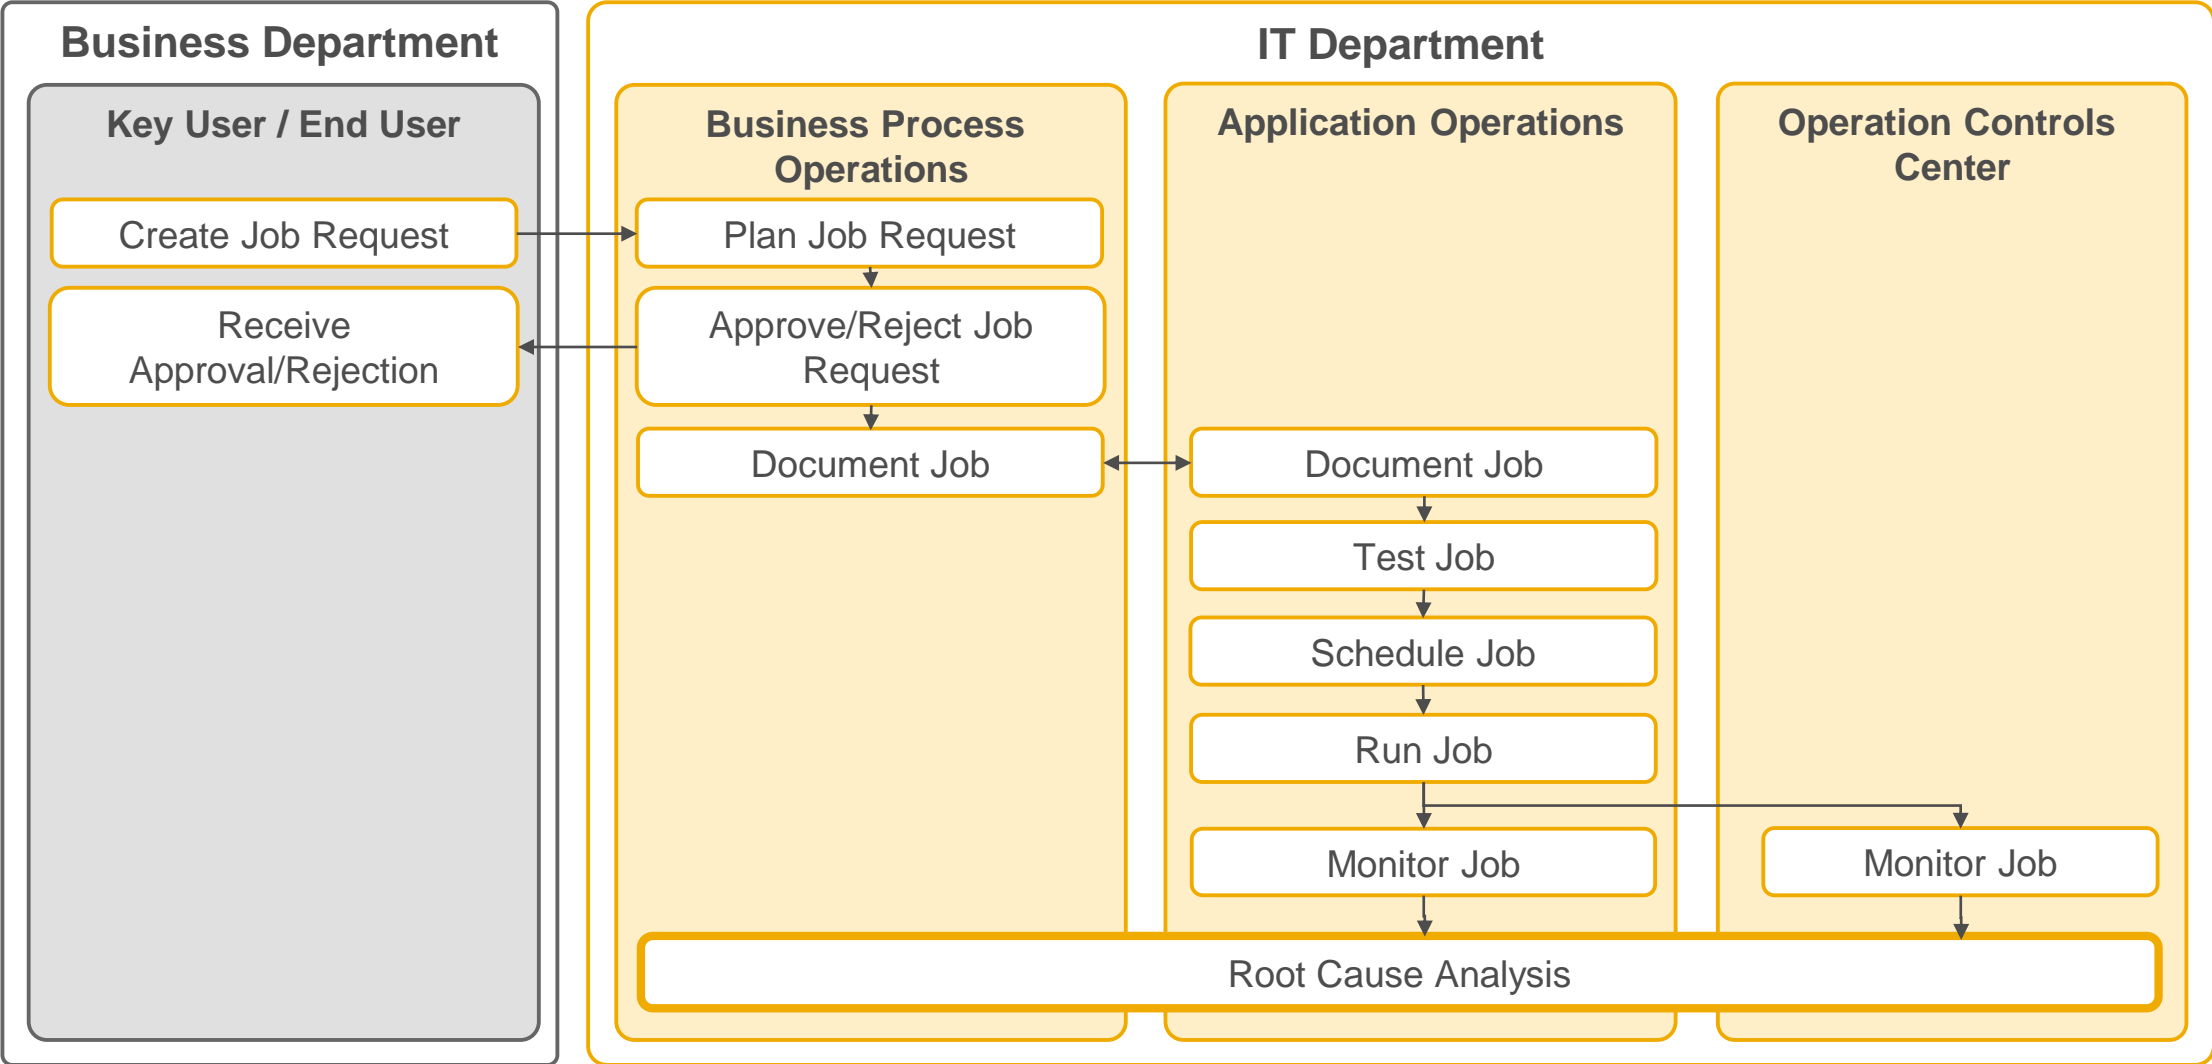 Business Department
Key User / End User
Create Job Request
Receive
Approval/Rejection
IT Department
Business Process
Operations
Plan Job Request
Approve/Reject Job
Request
Document Job
Application Operations
Document Job
Test Job
Schedule Job
Run Job
Monitor Job
Operation Controls
Center
Monitor Job
Root Cause Analysis